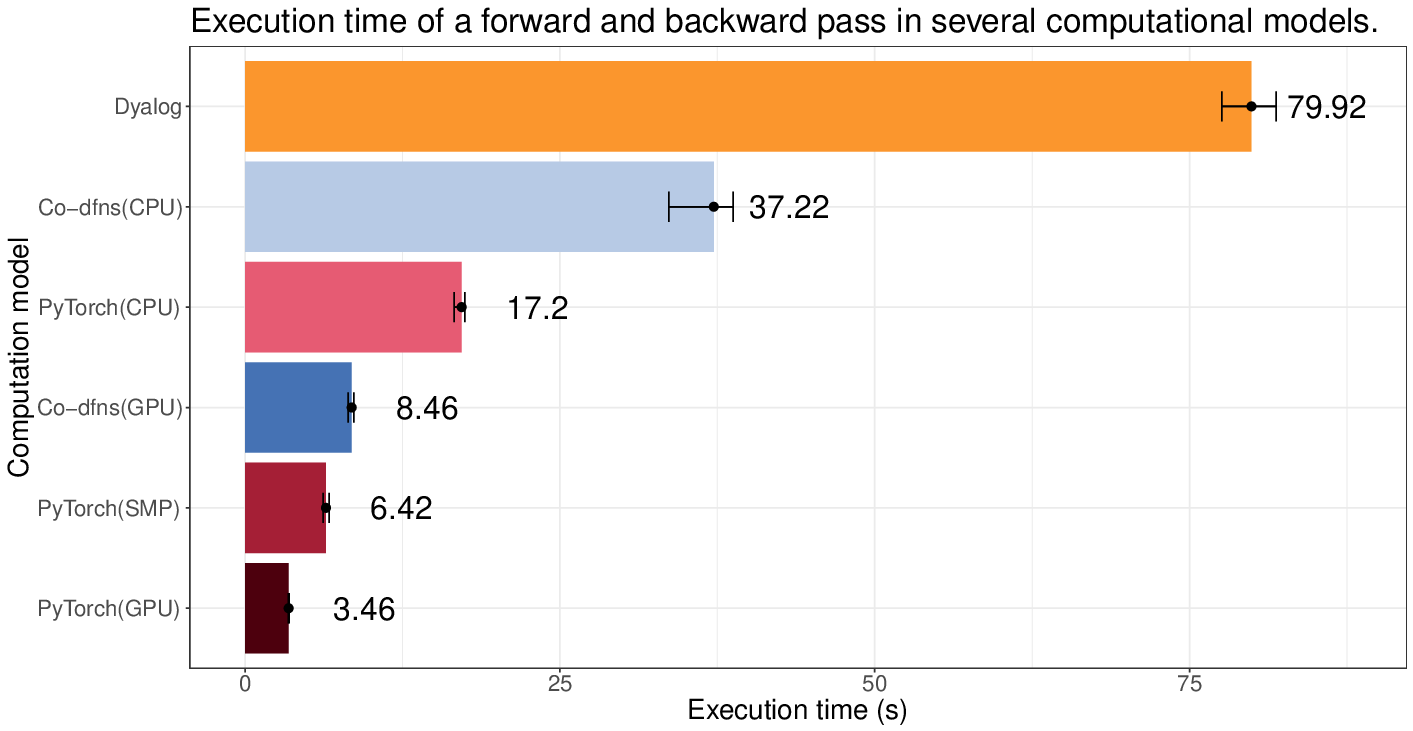 Execution time of a forward and backward pass in several computational models.
Computation model
Dyalog
79.92
Co−dfns(CPU)
37.22
PyTorch(CPU)
17.2
Co−dfns(GPU)
8.46
PyTorch(SMP)
6.42
PyTorch(GPU)
3.46
0 25 50 75
Execution time (s)